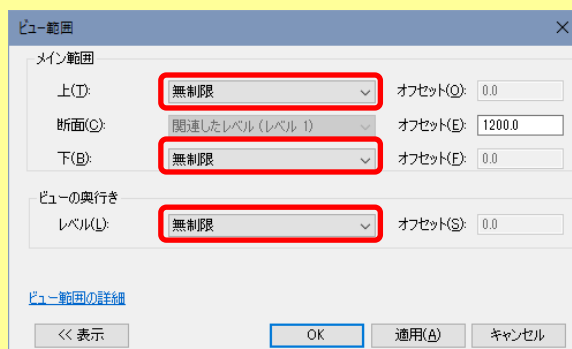 ビュー範囲
メイン範囲
上(T): 無制限 オフセット(O): 0.0
断面(C): 関連したレベル (レベル 1) オフセット(E): 1200.0
下(B): 無制限 オフセット(F): 0.0
ビューの奥行き
レベル(L): 無制限 オフセット(S): 0.0
ビュー範囲の詳細
<< 表示 OK 適用(A) キャンセル